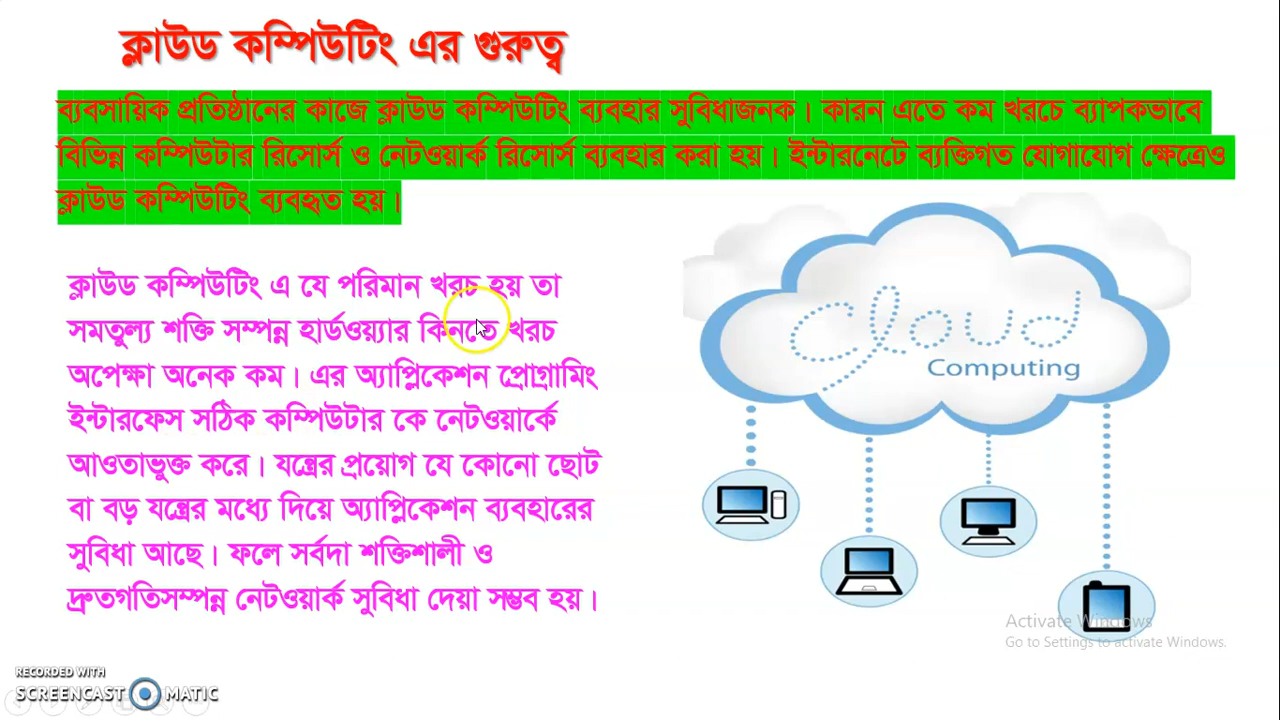 ক্লাউড কম্পিউটিং এর গুরুত্ব
ব্যবসায়িক প্রতিষ্ঠানের কাজে ক্লাউড কম্পিউটিং ব্যবহার সুবিধাজনক। কারন এতে কম খরচে ব্যাপকভাবে
বিভিন্ন কম্পিউটার রিসোর্স ও নেটওয়ার্ক রিসোর্স ব্যবহার করা হয়। ইন্টারনেটে ব্যক্তিগত যোগাযোগ ক্ষেত্রেও
ক্লাউড কম্পিউটিং ব্যবহৃত হয়।
ক্লাউড কম্পিউটিং এ যে পরিমান খরচ হয় তা
সমতুল্য শক্তি সম্পন্ন হার্ডওয়্যার কিনতে খরচ
অপেক্ষা অনেক কম। এর অ্যাপ্লিকেশন প্রোগ্রামিং
ইন্টারফেস সঠিক কম্পিউটার কে নেটওয়ার্কে
আওতাভুক্ত করে। যন্ত্রের প্রয়োগ যে কোনো ছোট
বা বড় যন্ত্রের মধ্যে দিয়ে অ্যাপ্লিকেশন ব্যবহারের
সুবিধা আছে। ফলে সর্বদা শক্তিশালী ও
দ্রুতগতিসম্পন্ন নেটওয়ার্ক সুবিধা দেয়া সম্ভব হয়।
cloud
Computing
Activate Windows
Go to Settings to activate Windows.
RECORDED WITH
SCREENCAST MATIC